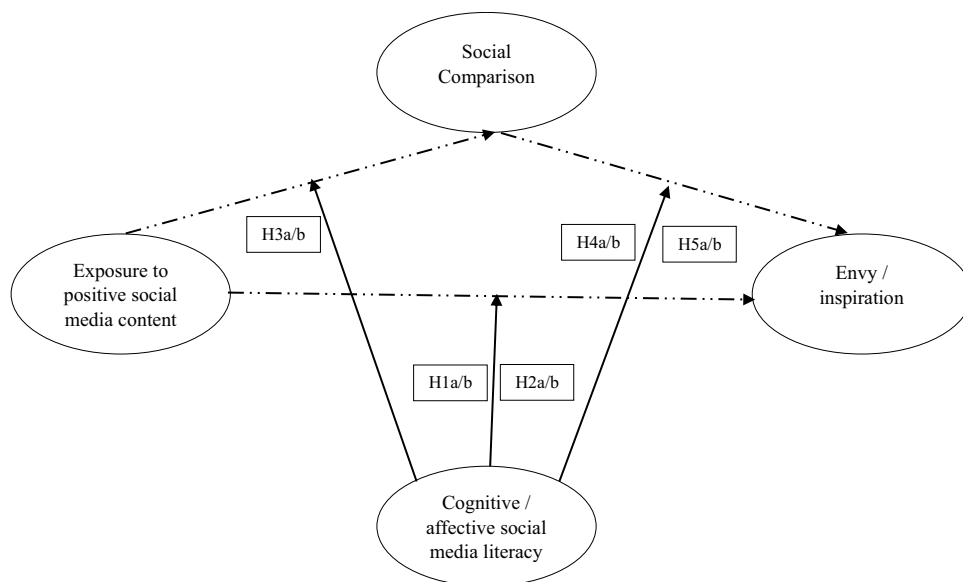 Social
Comparison
H3a/b
H4a/b
H5a/b
Exposure to
positive social
media content
Envy /
inspiration
H1a/b
H2a/b
Cognitive /
affective social
media literacy